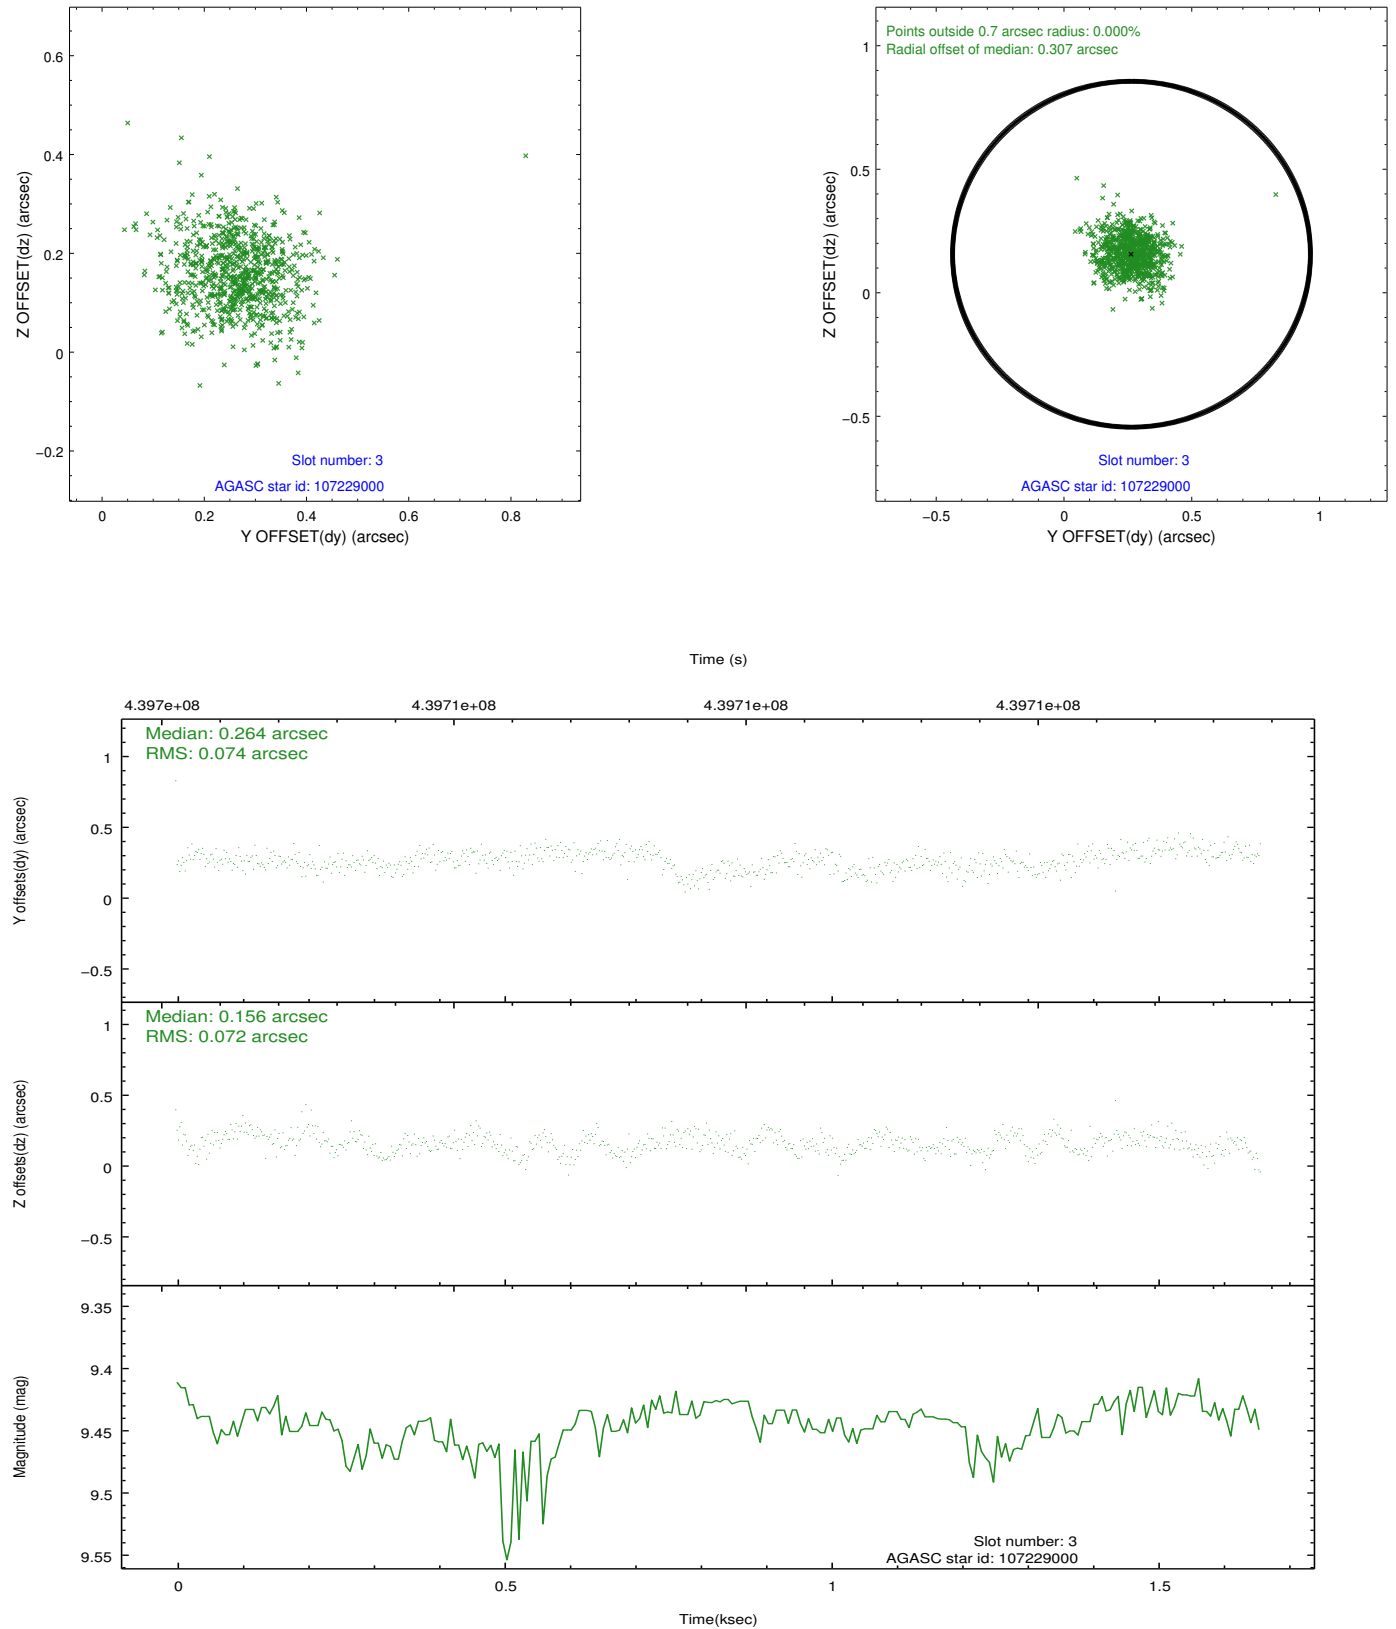 0.6
0.4
0.2
0
−0.2
Z OFFSET(dz) (arcsec)
Slot number: 3
AGASC star id: 107229000
0
0.2
0.4
0.6
0.8
Y OFFSET(dy) (arcsec)
Points outside 0.7 arcsec radius: 0.000%
Radial offset of median: 0.307 arcsec
1
0.5
0
−0.5
Z OFFSET(dz) (arcsec)
Slot number: 3
AGASC star id: 107229000
−0.5
0
0.5
1
Y OFFSET(dy) (arcsec)
Time (s)
4.397e+08
4.3971e+08
4.3971e+08
4.3971e+08
Median: 0.264 arcsec
RMS: 0.074 arcsec
1
0.5
0
−0.5
Y offsets(dy) (arcsec)
Median: 0.156 arcsec
RMS: 0.072 arcsec
1
0.5
0
−0.5
Z offsets(dz) (arcsec)
9.35
9.4
9.45
9.5
9.55
Magnitude (mag)
Slot number: 3
AGASC star id: 107229000
0
0.5
1
1.5
Time(ksec)